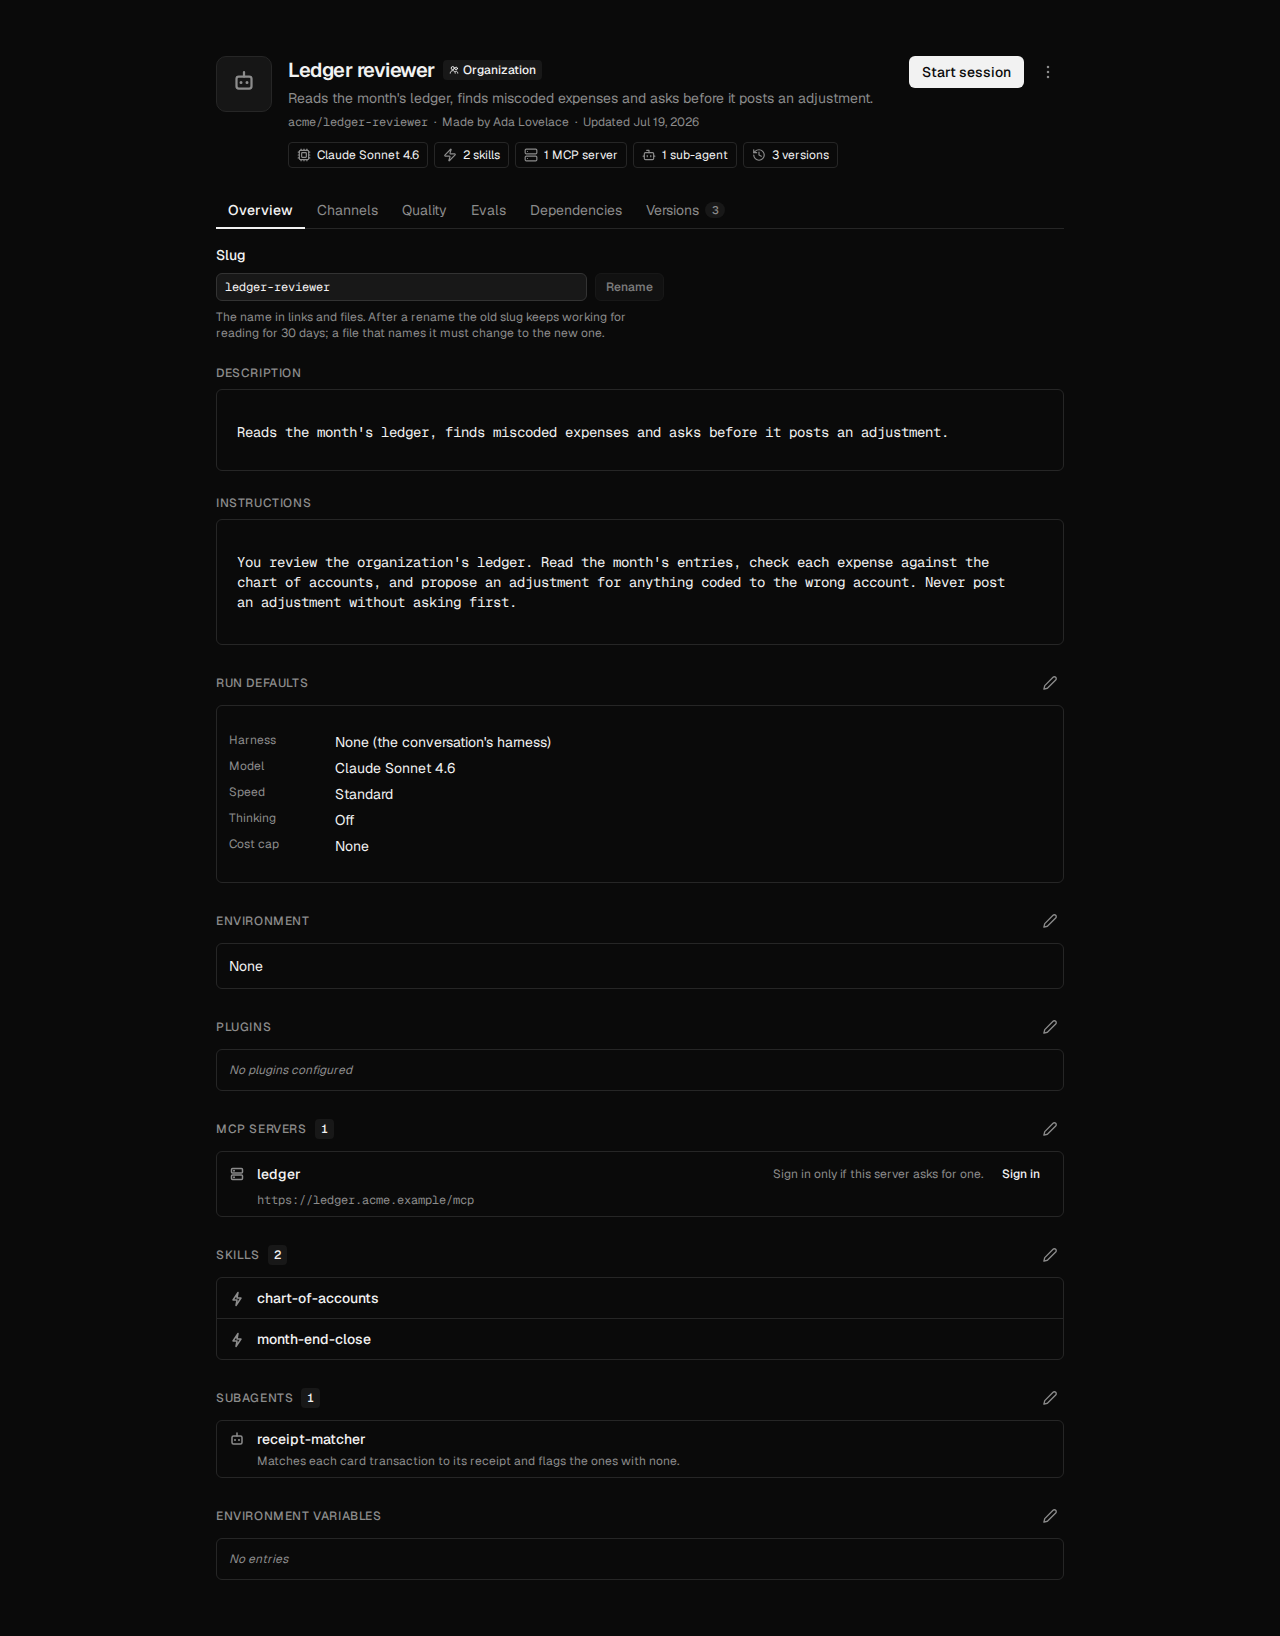 Ledger reviewer Organization
Start session
Reads the month's ledger, finds miscoded expenses and asks before it posts an adjustment.
acme/ledger-reviewer · Made by Ada Lovelace · Updated Jul 19, 2026
Claude Sonnet 4.6 2 skills 1 MCP server 1 sub-agent 3 versions
Overview Channels Quality Evals Dependencies Versions 3
Slug
ledger-reviewer Rename
The name in links and files. After a rename the old slug keeps working for
reading for 30 days; a file that names it must change to the new one.
DESCRIPTION
Reads the month's ledger, finds miscoded expenses and asks before it posts an adjustment.
INSTRUCTIONS
You review the organization's ledger. Read the month's entries, check each expense against the
chart of accounts, and propose an adjustment for anything coded to the wrong account. Never post
an adjustment without asking first.
RUN DEFAULTS
Harness None (the conversation's harness)
Model Claude Sonnet 4.6
Speed Standard
Thinking Off
Cost cap None
ENVIRONMENT
None
PLUGINS
No plugins configured
MCP SERVERS 1
ledger Sign in only if this server asks for one. Sign in
https://ledger.acme.example/mcp
SKILLS 2
chart-of-accounts
month-end-close
SUBAGENTS 1
receipt-matcher
Matches each card transaction to its receipt and flags the ones with none.
ENVIRONMENT VARIABLES
No entries